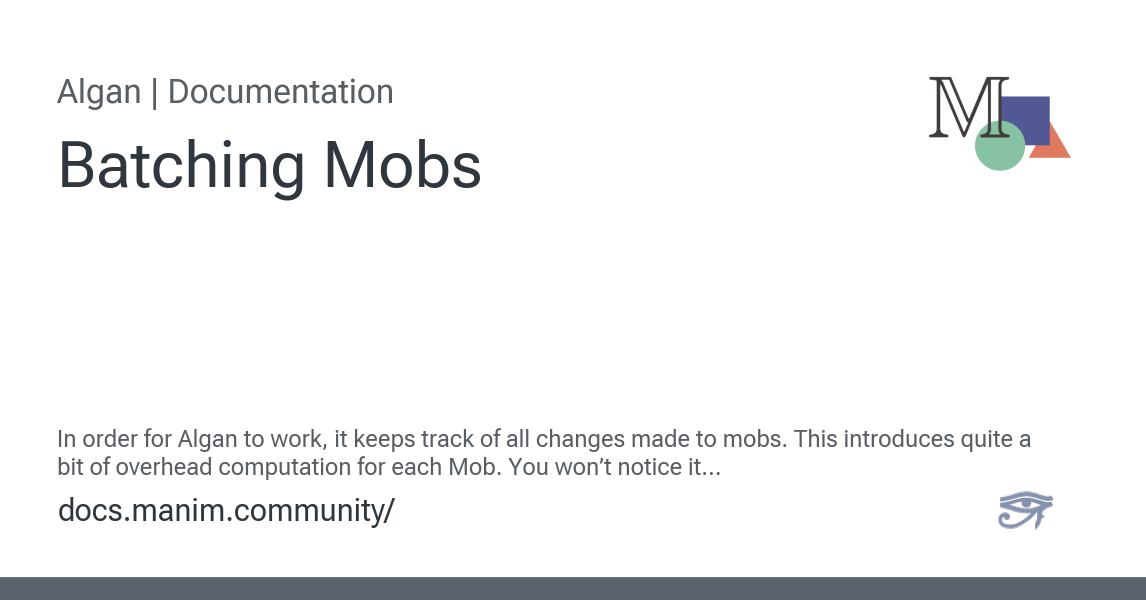 Algan | Documentation
Batching Mobs
M
In order for Algan to work, it keeps track of all changes made to mobs. This introduces quite a
bit of overhead computation for each Mob. You won’t notice it...
docs.manim.community/